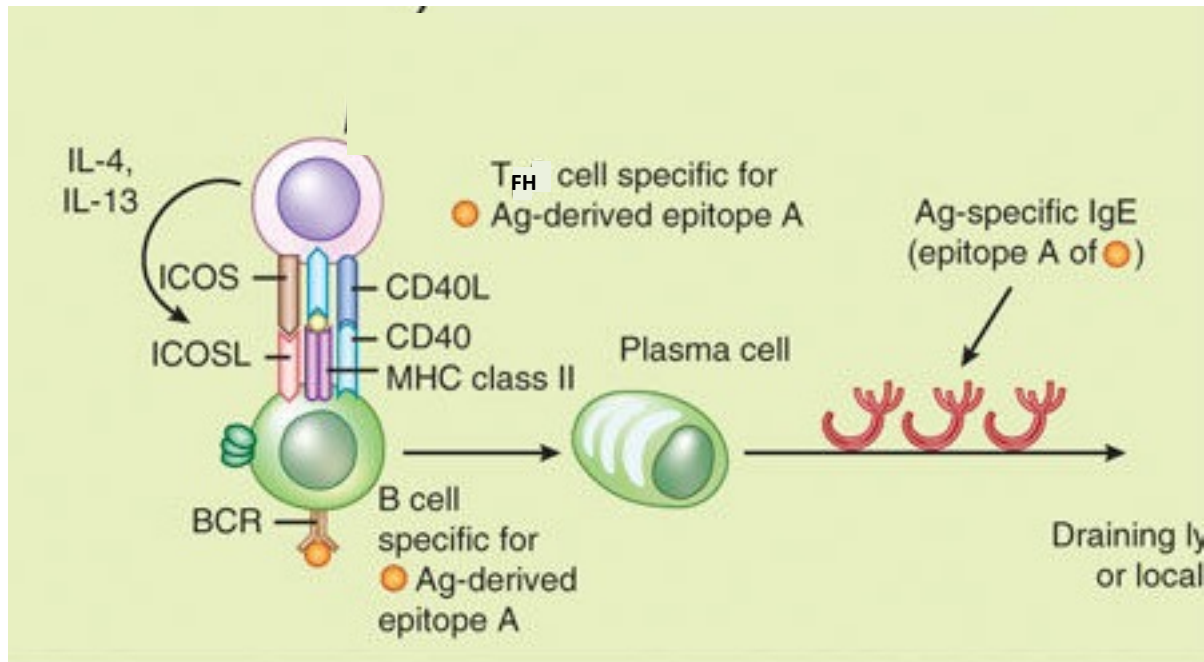 IL-4,
IL-13
TFH cell specific for
Ag-derived epitope A
Ag-specific IgE
(epitope A of )
ICOS
CD40L
CD40
ICOSL
MHC class II
Plasma cell
BCR
B cell
specific for
Ag-derived
epitope A
Draining ly
or local